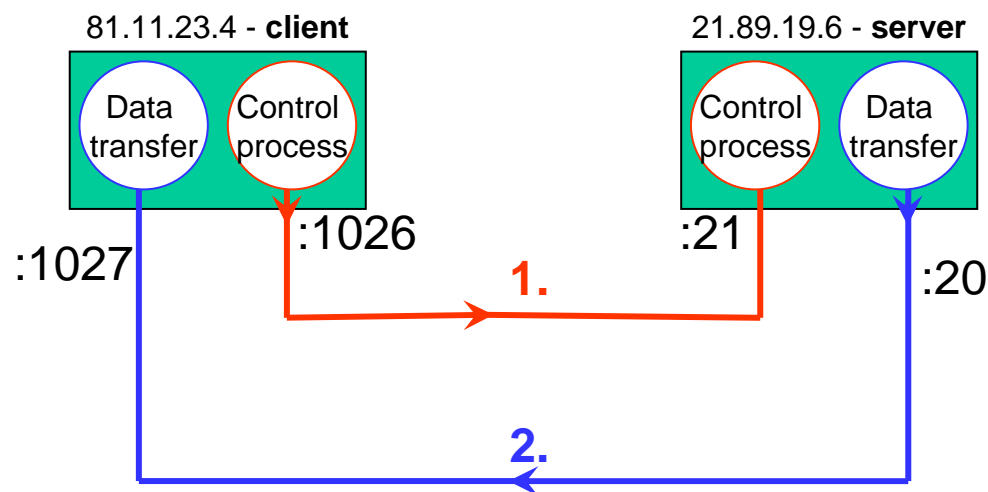 81.11.23.4 - client
21.89.19.6 - server
Data
transfer
Control
process
Control
process
Data
transfer
:1026
:21
:1027
:20
1.
2.